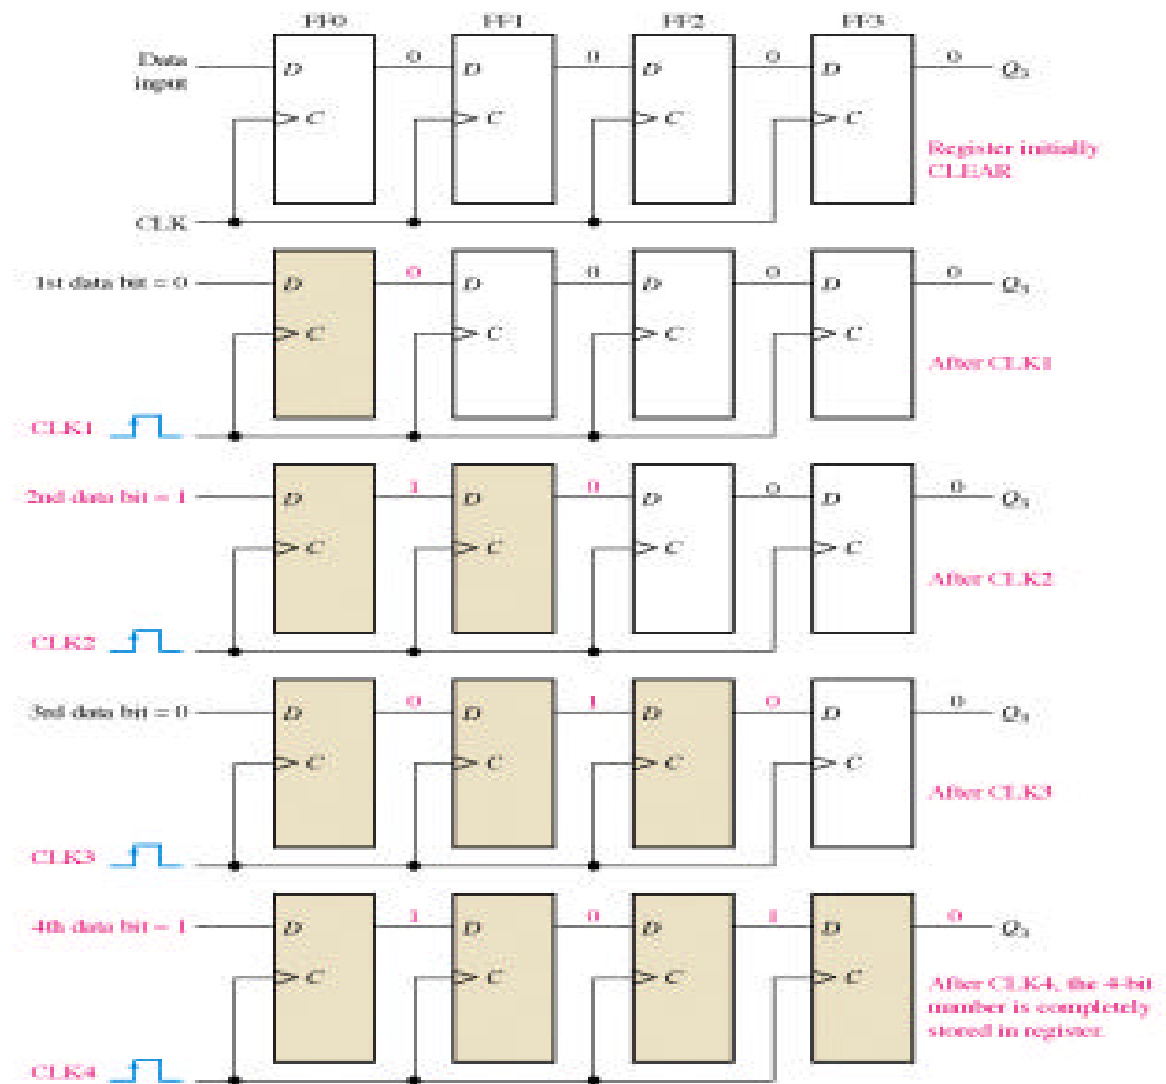 FF0 FF1 FF2 FF3
Data
input
D 0 D 0 D 0 D 0 Q3
C C C C
Register initially
CLEAR
CLK
1st data bit = 0 D 0 D 0 D 0 D 0 Q3
C C C C
After CLK1
CLK1
2nd data bit = 1 D 1 D 0 D 0 D 0 Q3
C C C C
After CLK2
CLK2
3rd data bit = 0 D 0 D 1 D 0 D 0 Q3
C C C C
After CLK3
CLK3
4th data bit = 1 D 1 D 0 D 1 D 0 Q3
C C C C
After CLK4, the 4-bit
number is completely
stored in register.
CLK4